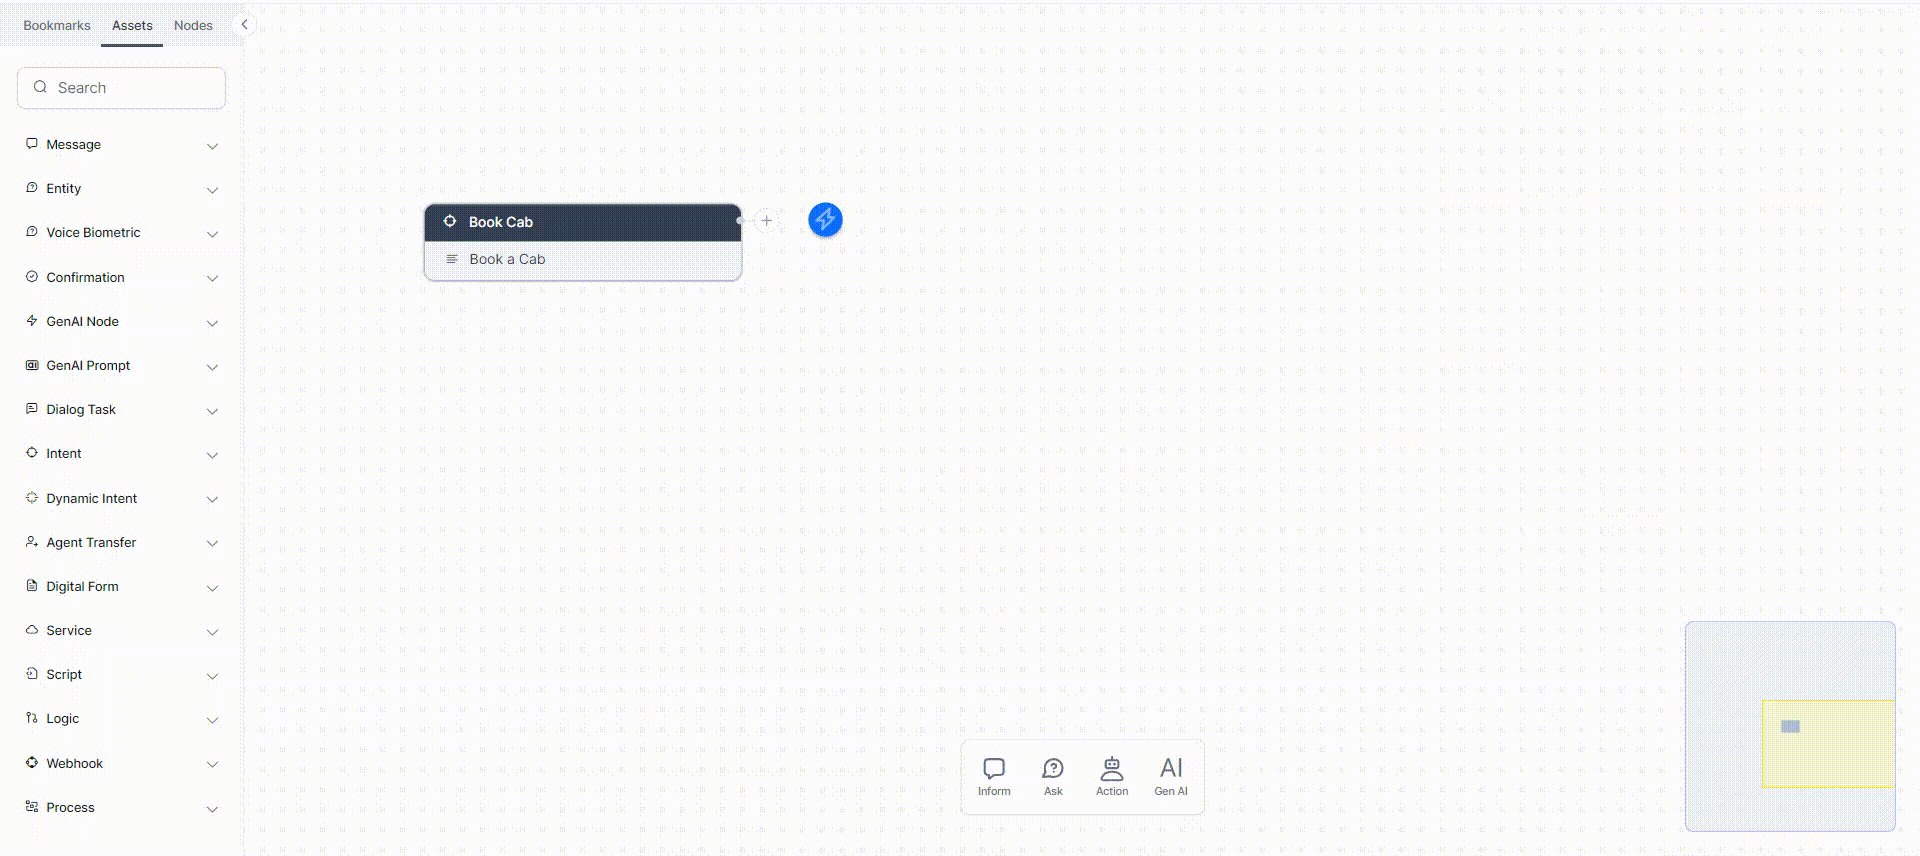 Bookmarks Assets Nodes
Search
Message
Entity
Voice Biometric
Confirmation
GenAI Node
GenAI Prompt
Dialog Task
Intent
Dynamic Intent
Agent Transfer
Digital Form
Service
Script
Logic
Webhook
Process
Book Cab
Book a Cab
Inform Ask Action AI Gen AI